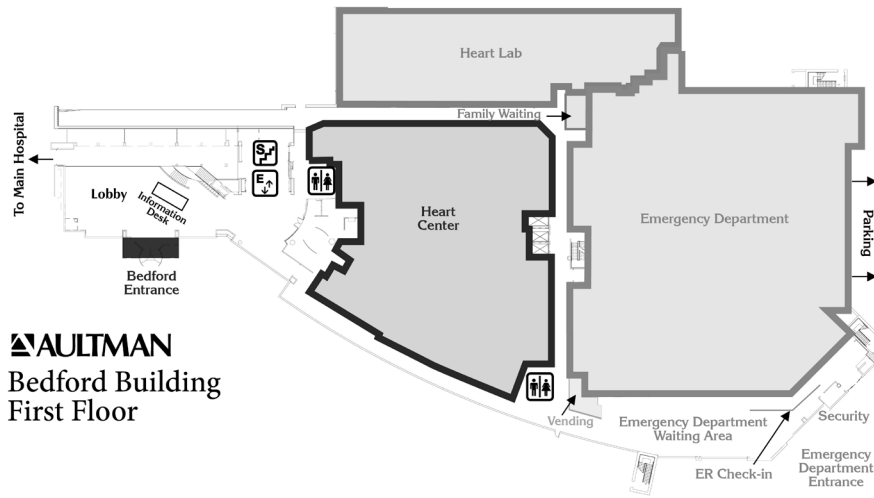 Heart Lab
Family Waiting
To Main Hospital
S
E
Lobby
Information
Desk
Heart
Center
Emergency Department
Parking
Bedford
Entrance
AULTMAN
Bedford Building
First Floor
Vending
Emergency Department
Waiting Area
Security
ER Check-in
Emergency
Department
Entrance